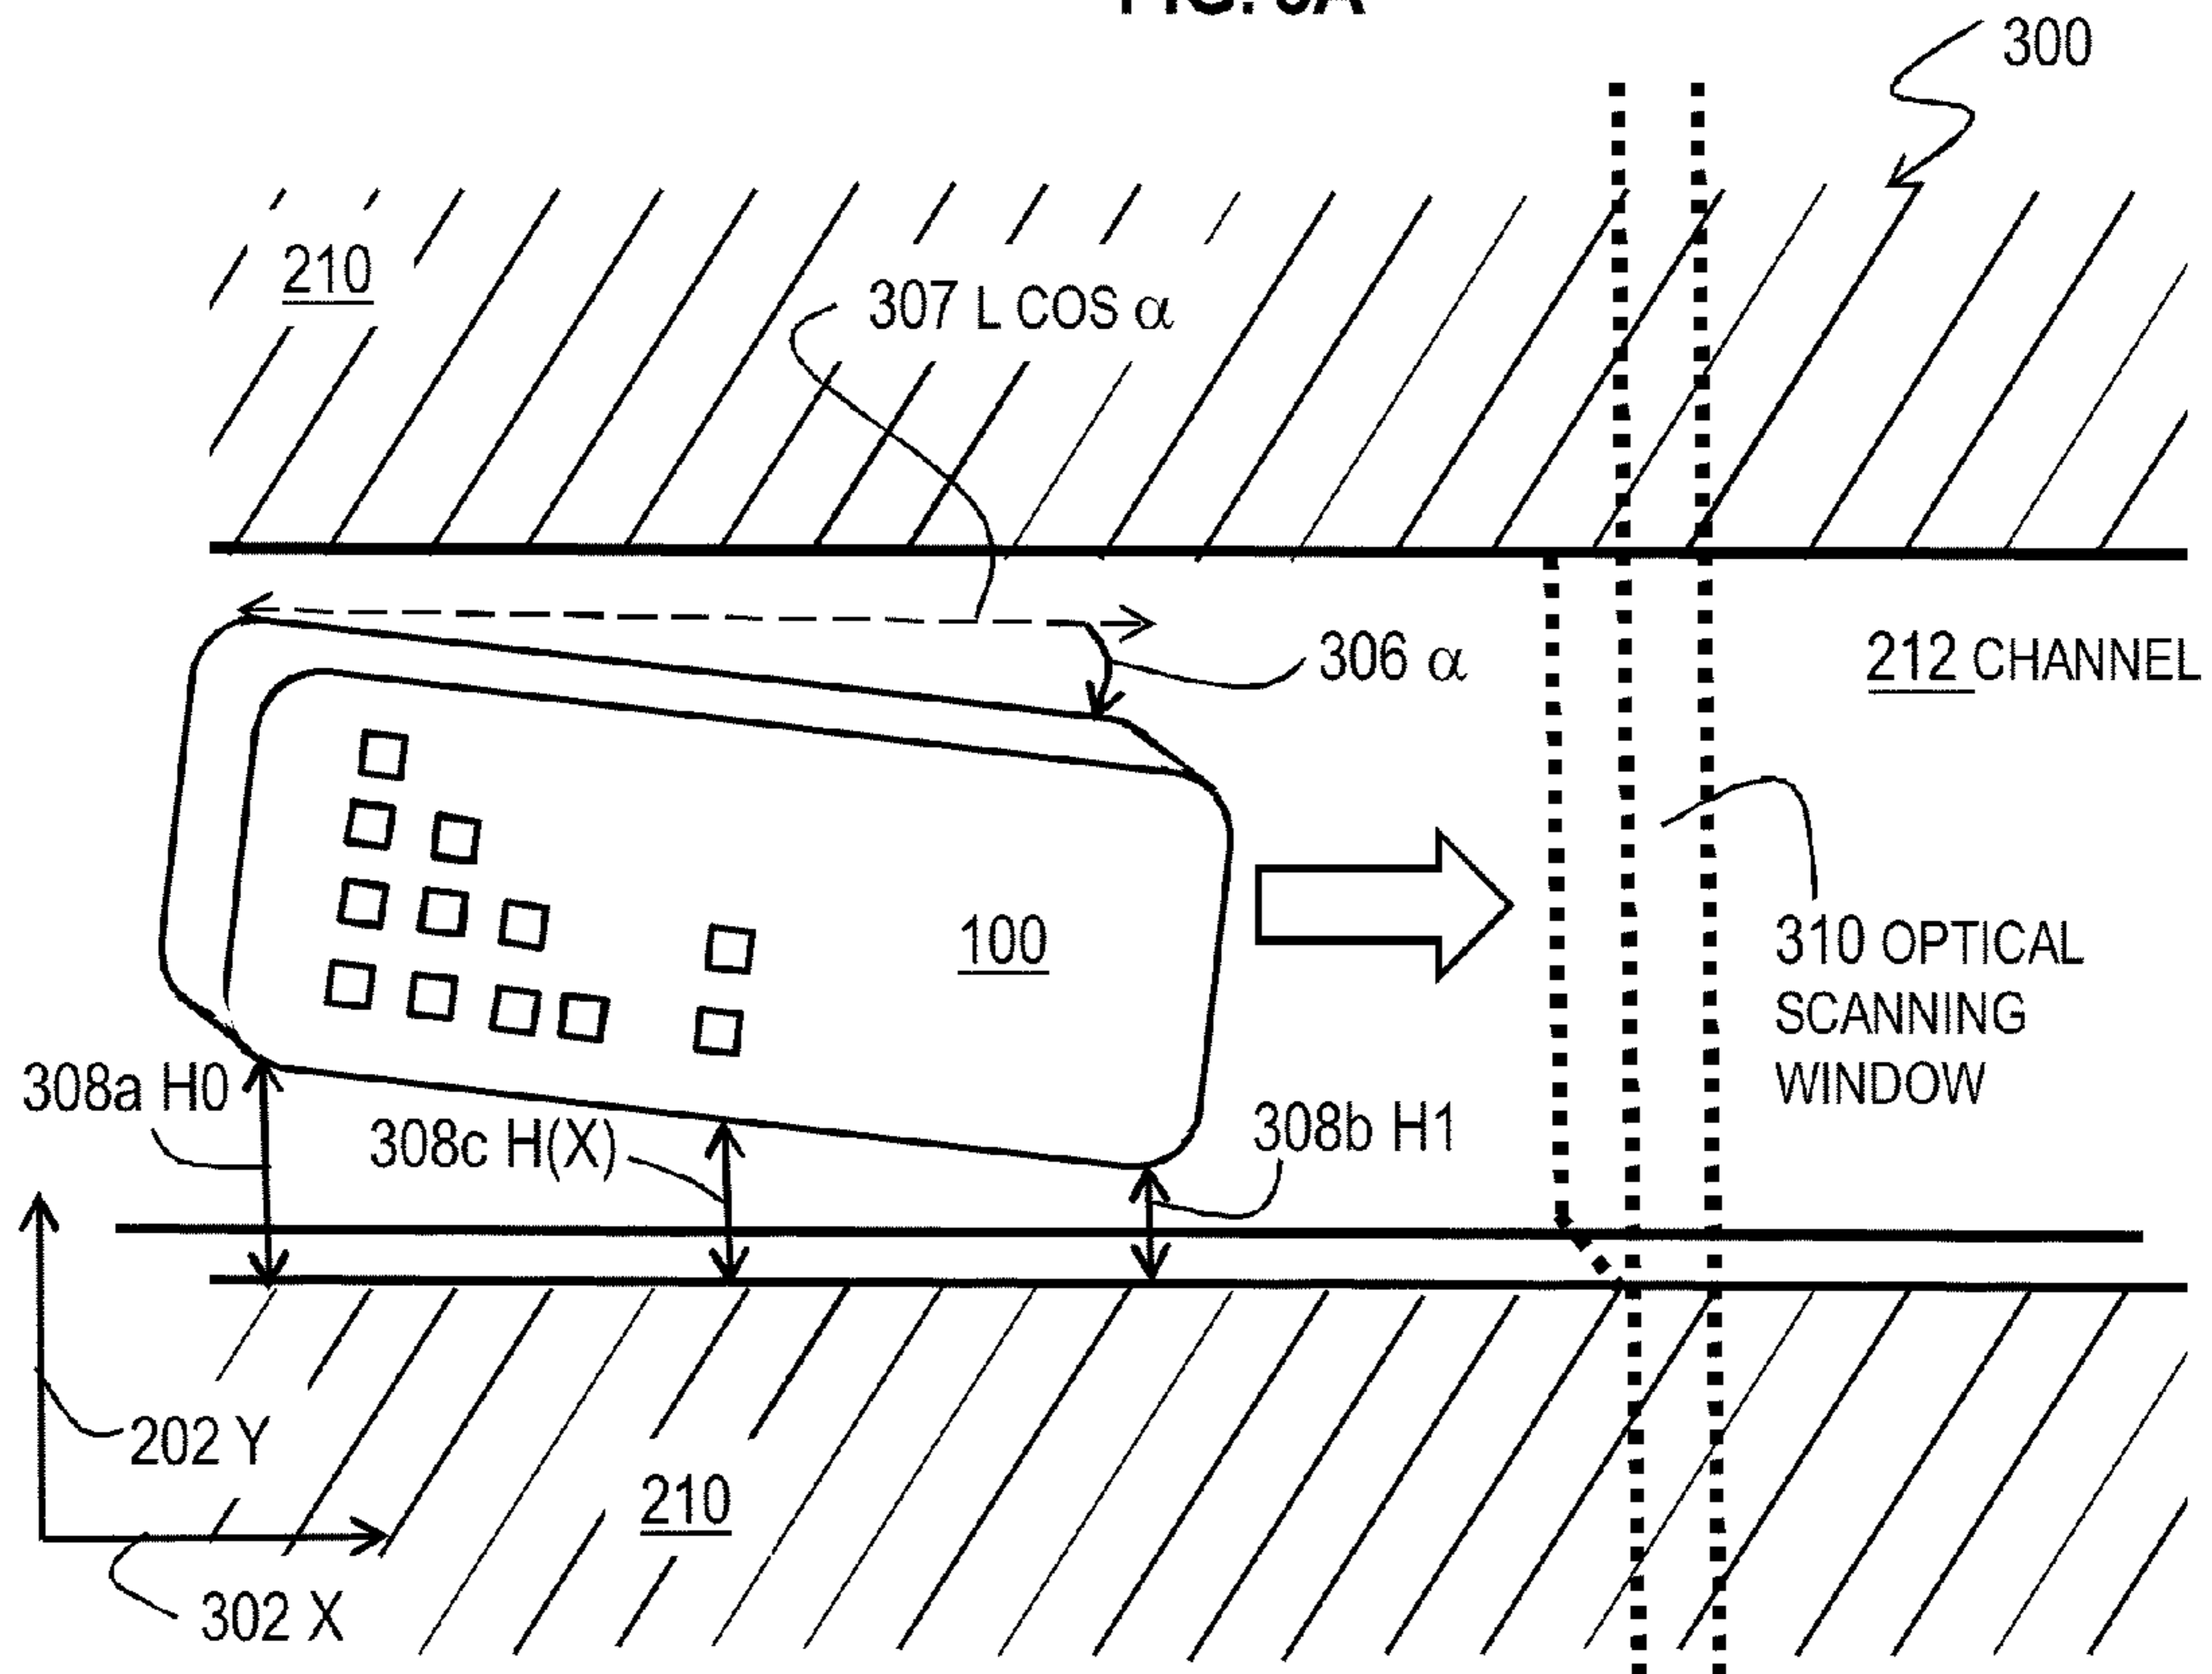 300
210
307 L COS α
306 α
212 CHANNEL
100
310 OPTICAL
SCANNING
WINDOW
308a H0
308c H(X)
308b H1
202 Y
210
302 X